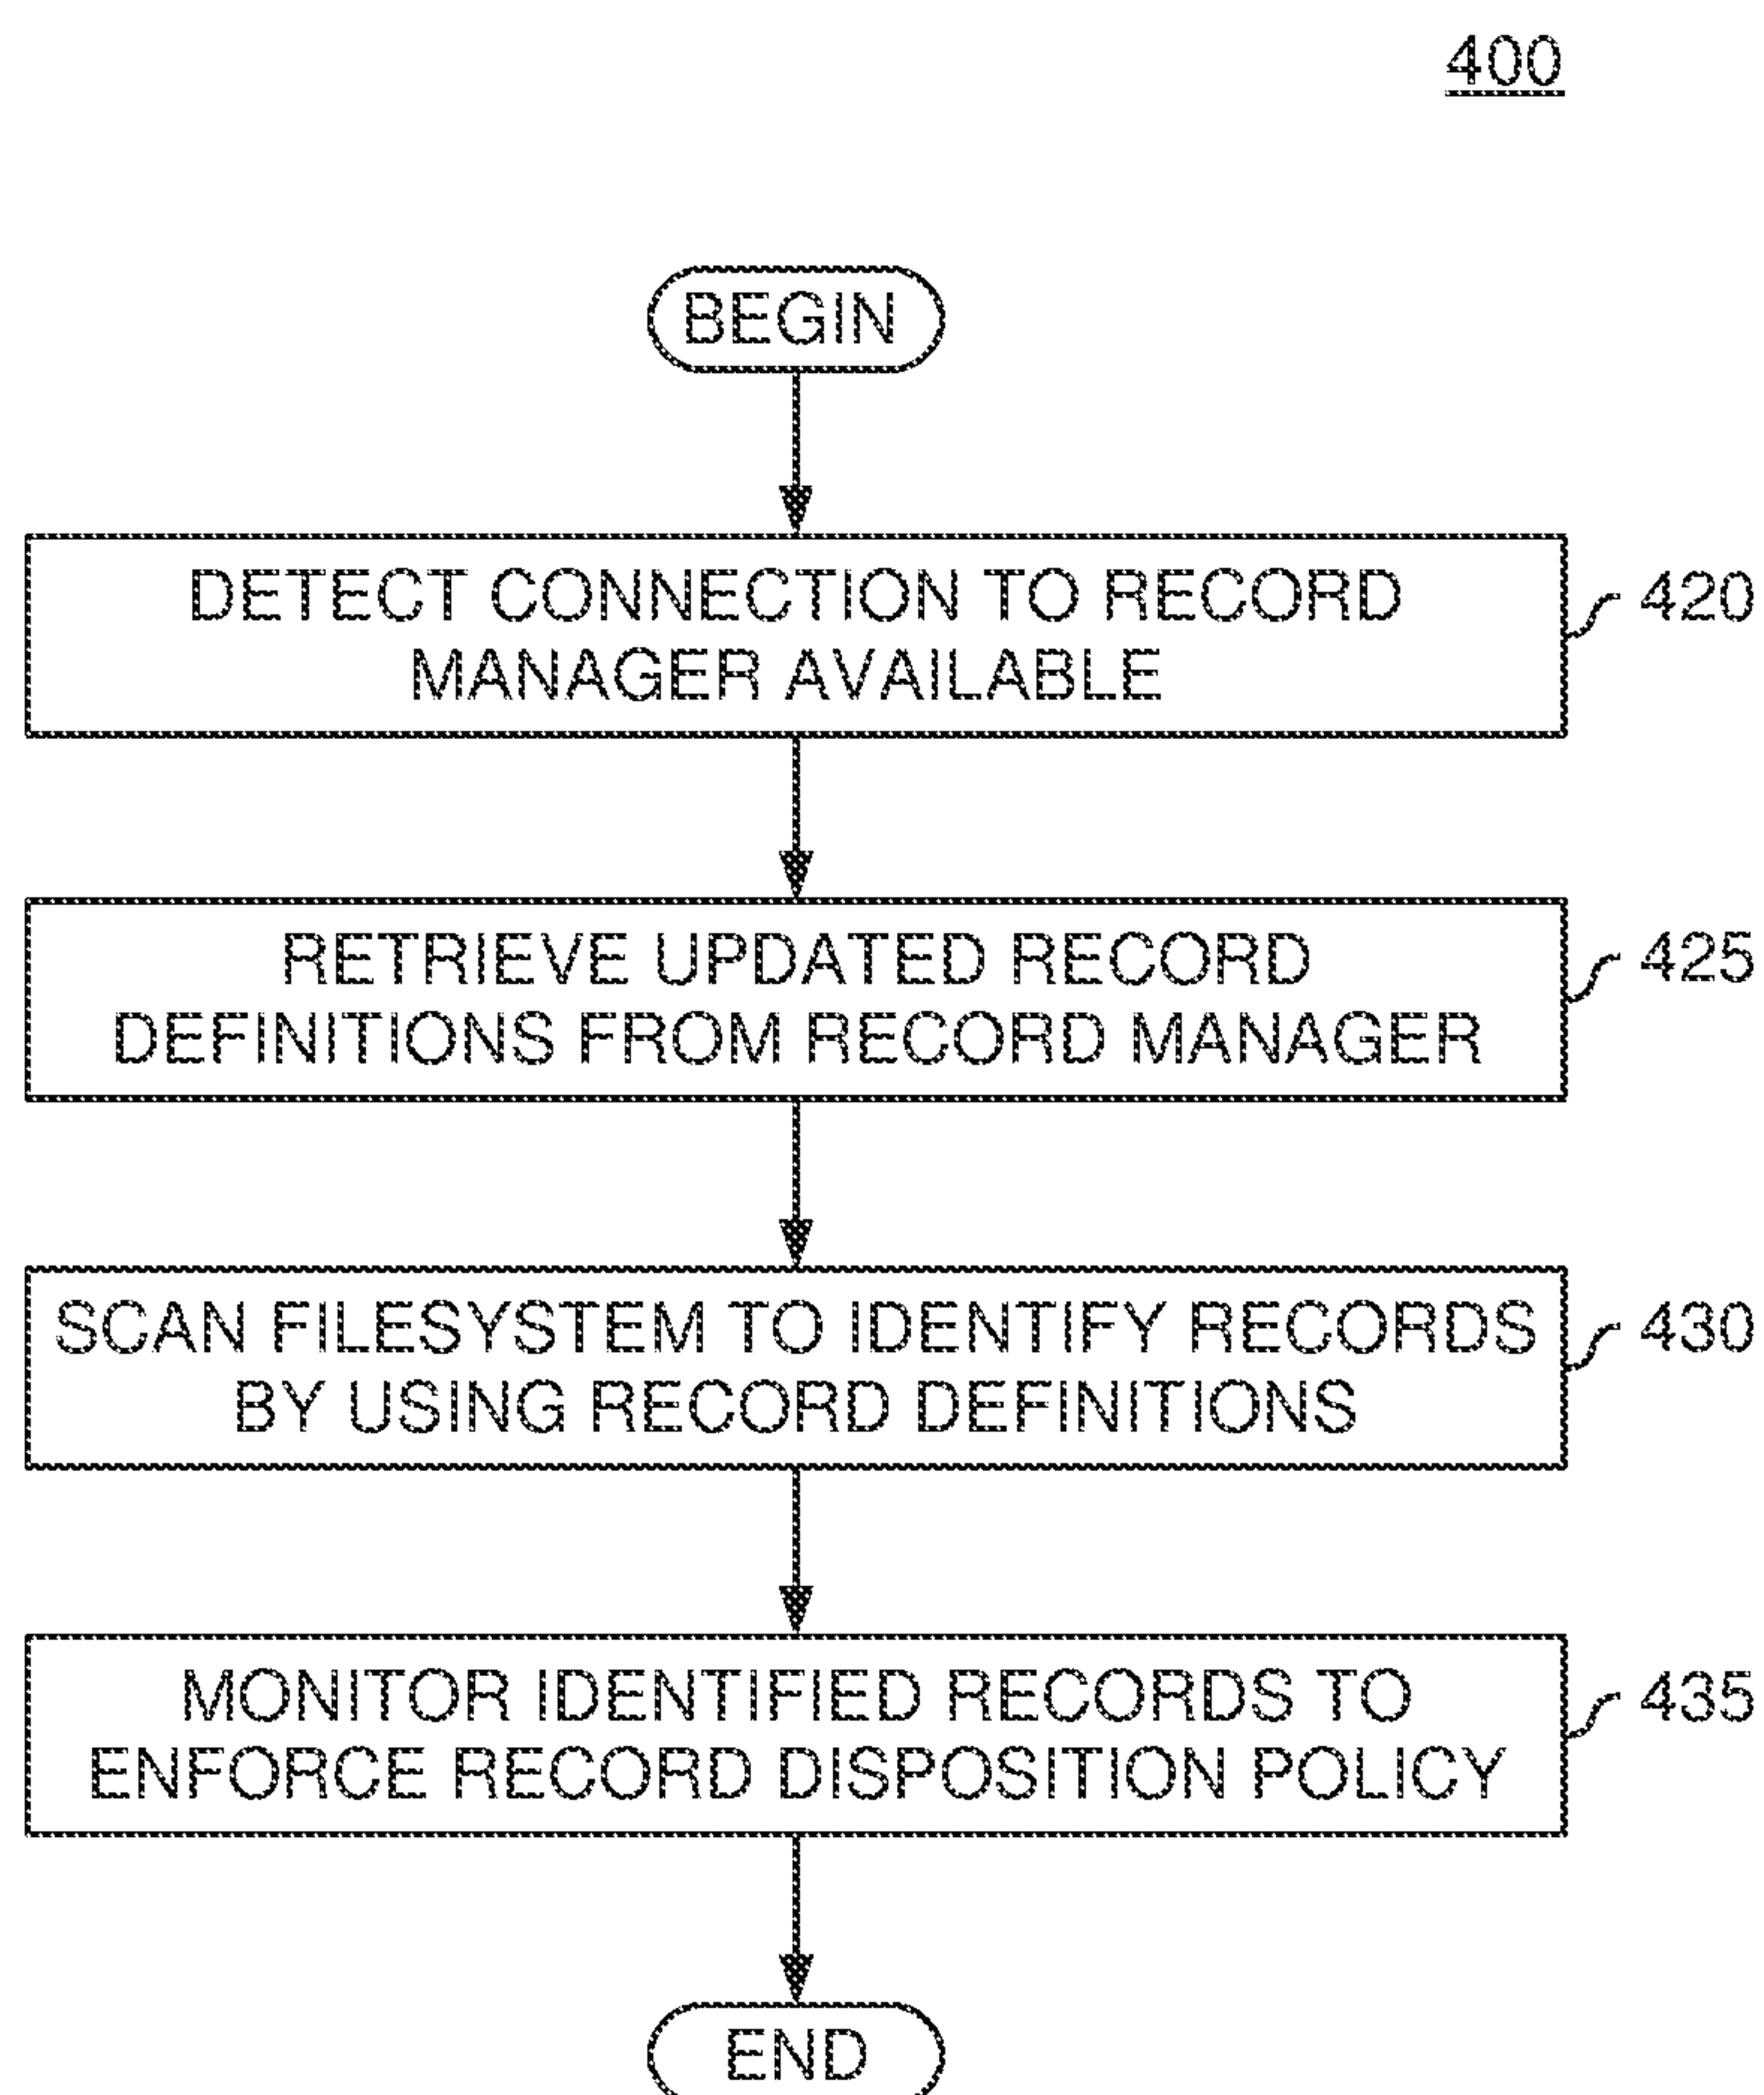 400
BEGIN
DETECT CONNECTION TO RECORD
MANAGER AVAILABLE
420
RETRIEVE UPDATED RECORD
DEFINITIONS FROM RECORD MANAGER
425
SCAN FILESYSTEM TO IDENTIFY RECORDS
BY USING RECORD DEFINITIONS
430
MONITOR IDENTIFIED RECORDS TO
ENFORCE RECORD DISPOSITION POLICY
435
END